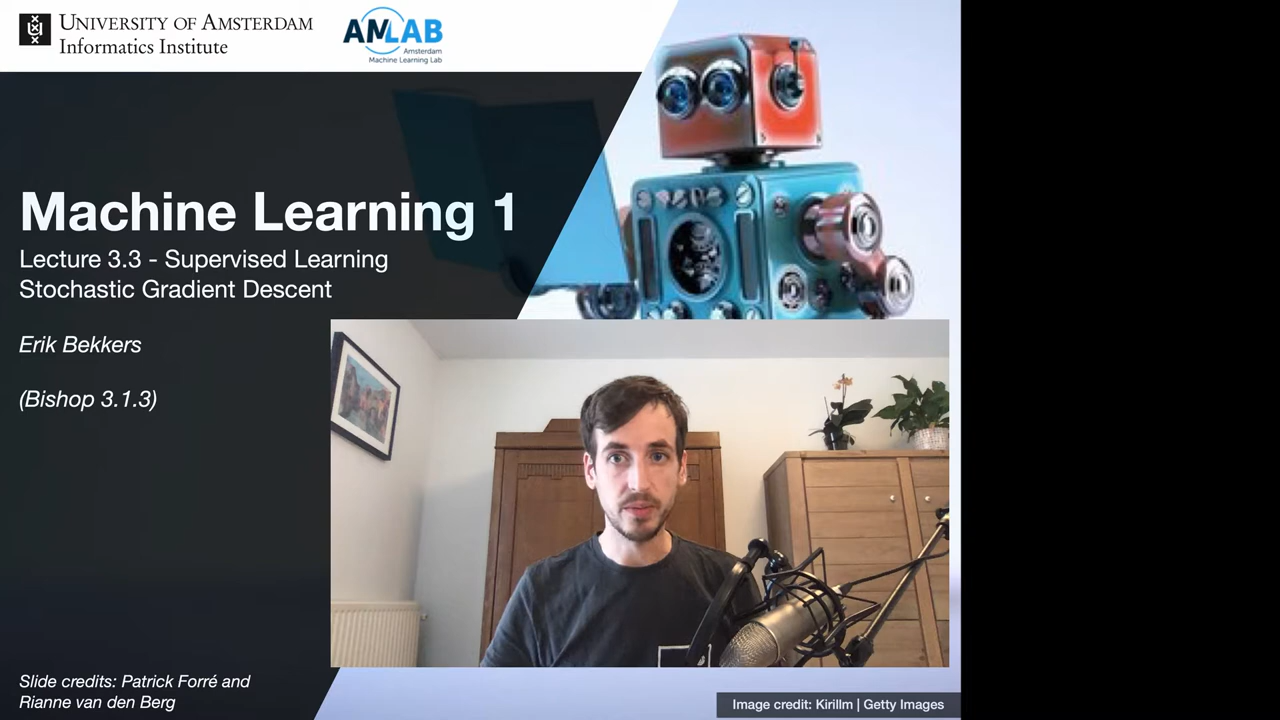 UNIVERSITY OF AMSTERDAM
Informatics Institute
AMLAB
Amsterdam
Machine Learning Lab
Machine Learning 1
Lecture 3.3 - Supervised Learning
Stochastic Gradient Descent
Erik Bekkers
(Bishop 3.1.3)
Slide credits: Patrick Forré and
Rianne van den Berg
Image credit: Kirillm | Getty Images